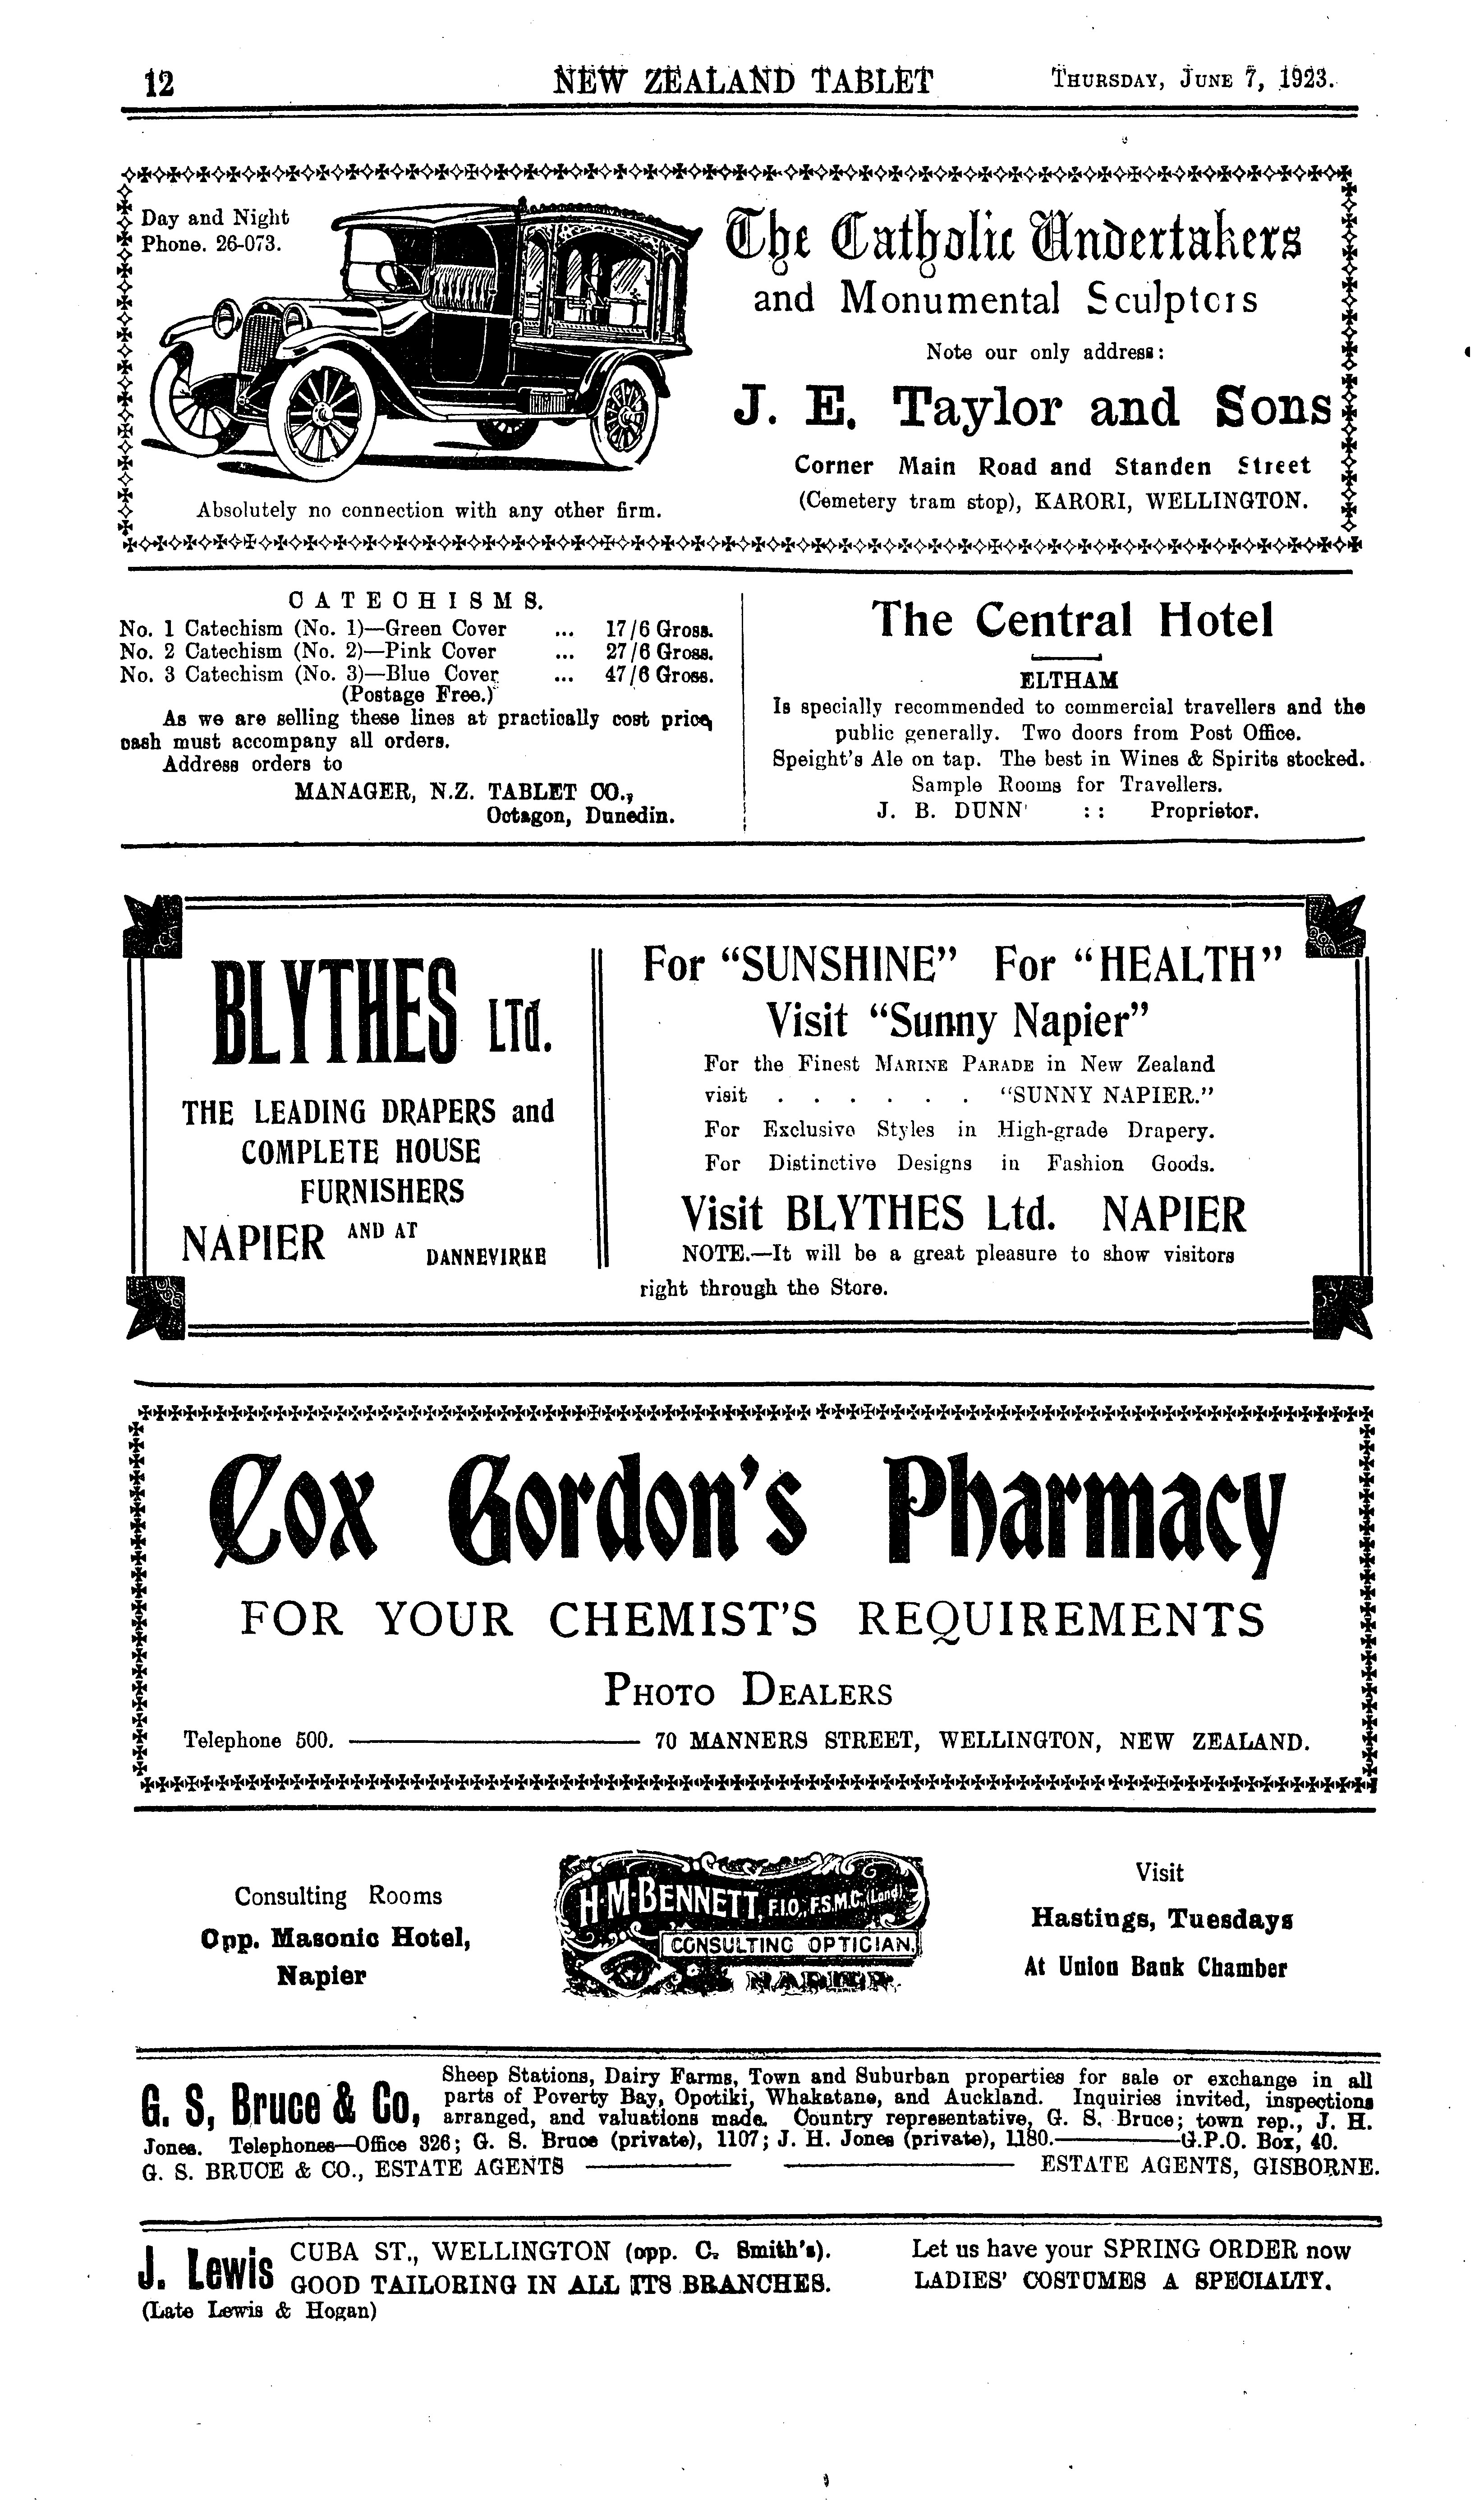 12 NEW ZEALAND TABLET THURSDAY, JUNE 7, 1923.
Day and Night
Phone. 26-073.
Absolutely no connection with any other firm.
The Catholic Undertakers
and Monumental Sculptors
Note our only address:
J. E. Taylor and Sons
Corner Main Road and Standen Street
(Cemetery tram stop), KARORI, WELLINGTON.
CATECHISMS.
No. 1 Catechism (No. 1)—Green Cover ... 17/6 Gross.
No. 2 Catechism (No. 2)—Pink Cover ... 27/6 Gross.
No. 3 Catechism (No. 3)—Blue Cover ... 47/6 Gross.
(Postage Free.)
As we are selling these lines at practically cost price,
cash must accompany all orders.
Address orders to
MANAGER, N.Z. TABLET CO.,
Octagon, Dunedin.
The Central Hotel
ELTHAM
Is specially recommended to commercial travellers and the
public generally. Two doors from Post Office.
Speight's Ale on tap. The best in Wines & Spirits stocked.
Sample Rooms for Travellers.
J. B. DUNN :: Proprietor.
BLYTHES LTd.
THE LEADING DRAPERS and
COMPLETE HOUSE
FURNISHERS
NAPIER AND AT
DANNEVIRKE
For “SUNSHINE” For “HEALTH”
Visit “Sunny Napier”
For the Finest MARINE PARADE in New Zealand
visit . . . . . . “SUNNY NAPIER.”
For Exclusive Styles in High-grade Drapery.
For Distinctive Designs in Fashion Goods.
Visit BLYTHES Ltd. NAPIER
NOTE.—It will be a great pleasure to show visitors
right through the Store.
Cox Gordon's Pharmacy
FOR YOUR CHEMIST'S REQUIREMENTS
PHOTO DEALERS
Telephone 500. 70 MANNERS STREET, WELLINGTON, NEW ZEALAND.
Consulting Rooms
Opp. Masonic Hotel,
Napier
H.M.BENNETT, F.I.O., F.S.M.C. (Lond)
CONSULTING OPTICIAN.
NAPIER.
Visit
Hastings, Tuesdays
At Union Bank Chamber
G. S. Bruce & Co, Sheep Stations, Dairy Farms, Town and Suburban properties for sale or exchange in all
parts of Poverty Bay, Opotiki, Whakatane, and Auckland. Inquiries invited, inspections
arranged, and valuations made. Country representative, G. S. Bruce; town rep., J. H.
Jones. Telephones—Office 326; G. S. Bruce (private), 1107; J. H. Jones (private), 1180.—G.P.O. Box, 40.
G. S. BRUCE & CO., ESTATE AGENTS ESTATE AGENTS, GISBORNE.
J. Lewis CUBA ST., WELLINGTON (opp. C. Smith's). Let us have your SPRING ORDER now
GOOD TAILORING IN ALL ITS BRANCHES. LADIES' COSTUMES A SPECIALTY.
(Late Lewis & Hogan)